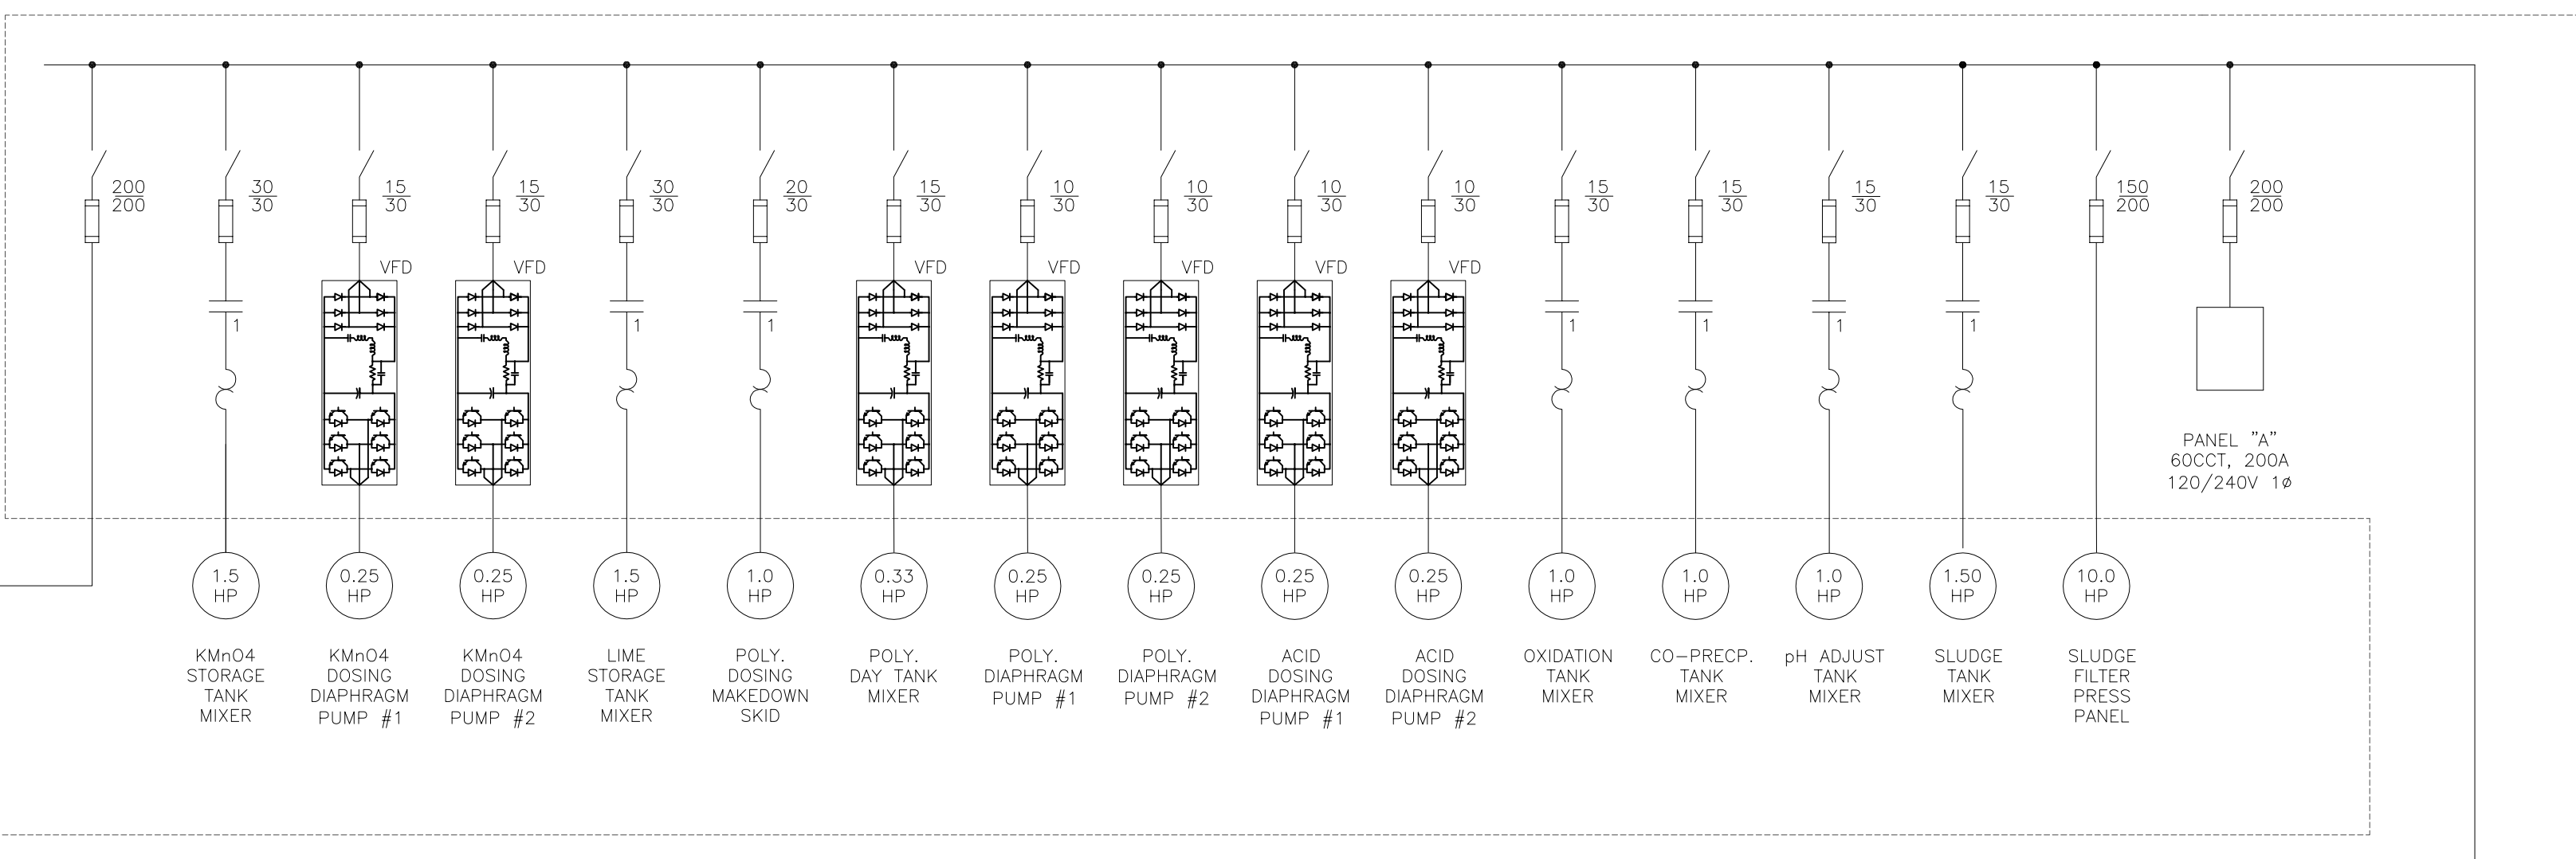 200
200
30
30
15
30
15
30
30
30
20
30
15
30
10
30
10
30
10
30
10
30
15
30
15
30
15
30
15
30
150
200
200
200
VFD
VFD
VFD
VFD
VFD
VFD
VFD
1
1
1
1
1
1
1
PANEL "A"
60CCT, 200A
120/240V 1ø
1.5
HP
0.25
HP
0.25
HP
1.5
HP
1.0
HP
0.33
HP
0.25
HP
0.25
HP
0.25
HP
0.25
HP
1.0
HP
1.0
HP
1.0
HP
1.50
HP
10.0
HP
KMnO4
STORAGE
TANK
MIXER
KMnO4
DOSING
DIAPHRAGM
PUMP #1
KMnO4
DOSING
DIAPHRAGM
PUMP #2
LIME
STORAGE
TANK
MIXER
POLY.
DOSING
MAKEDOWN
SKID
POLY.
DAY TANK
MIXER
POLY.
DIAPHRAGM
PUMP #1
POLY.
DIAPHRAGM
PUMP #2
ACID
DOSING
DIAPHRAGM
PUMP #1
ACID
DOSING
DIAPHRAGM
PUMP #2
OXIDATION
TANK
MIXER
CO-PRECP.
TANK
MIXER
pH ADJUST
TANK
MIXER
SLUDGE
TANK
MIXER
SLUDGE
FILTER
PRESS
PANEL